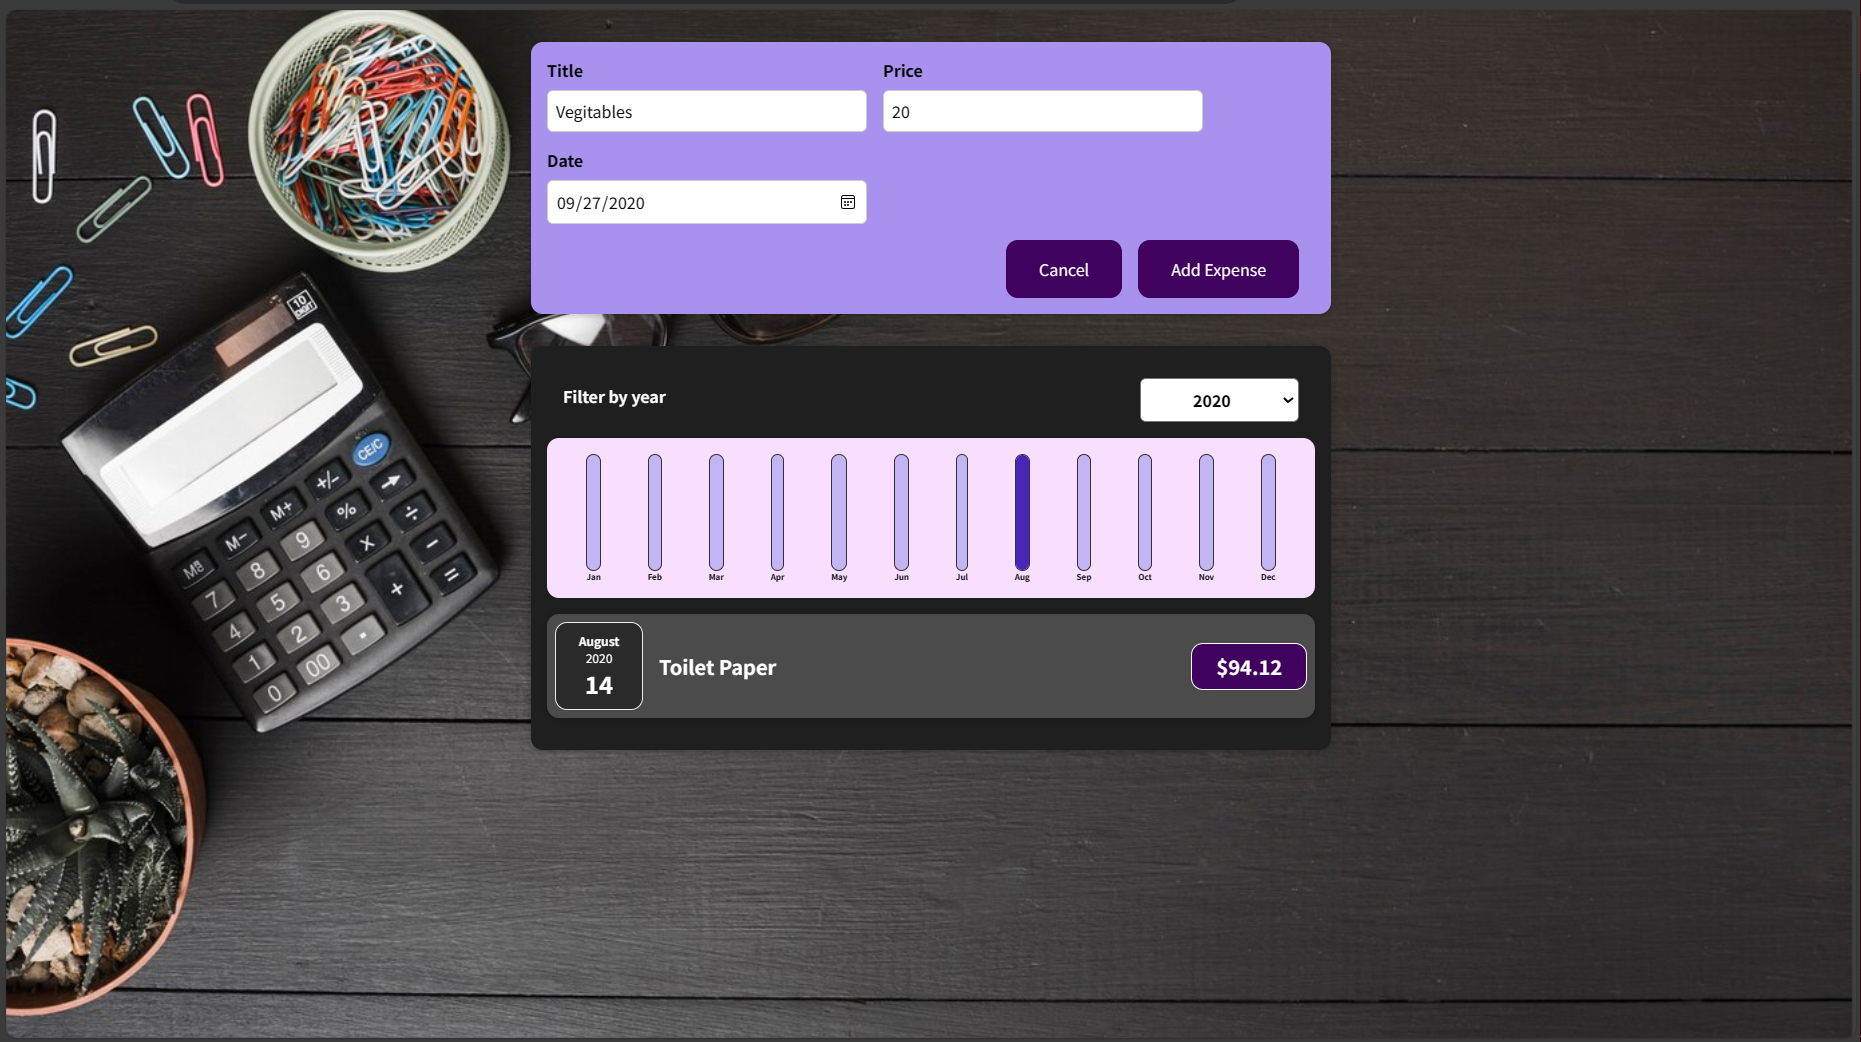 Title
Price
Vegitables
20
Date
09/27/2020
Cancel
Add Expense
Filter by year
2020
Jan
Feb
Mar
Apr
May
Jun
Jul
Aug
Sep
Oct
Nov
Dec
August
2020
14
Toilet Paper
$94.12
10
DIGIT
CE/C
+/-
M+
%
÷
M-
9
X
−
8
6
+
=
7
5
3
4
2
.
1
00
0